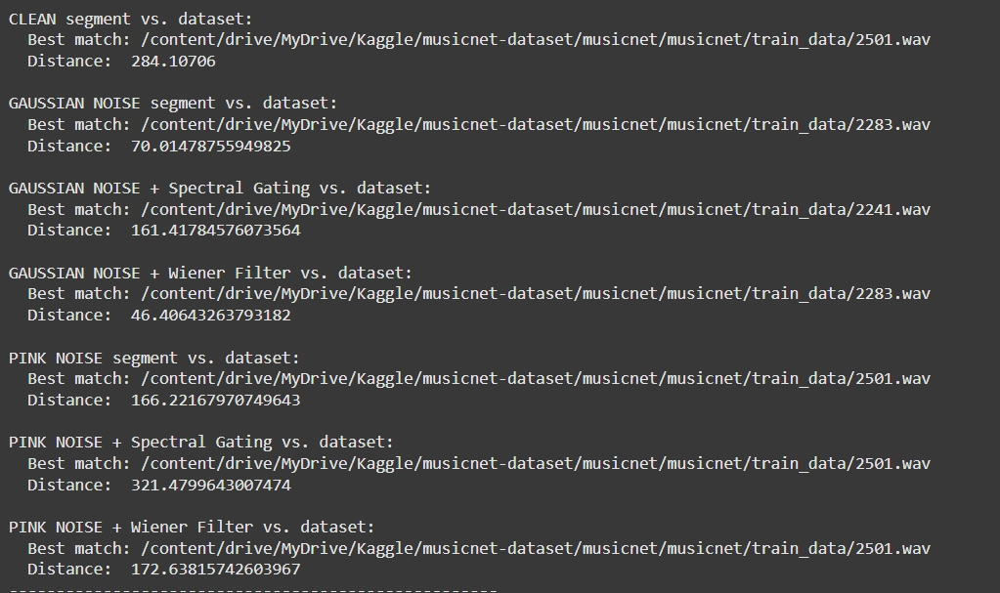 CLEAN segment vs. dataset:
Best match: /content/drive/MyDrive/Kaggle/musicnet-dataset/musicnet/musicnet/train_data/2501.wav
Distance: 284.10706
GAUSSIAN NOISE segment vs. dataset:
Best match: /content/drive/MyDrive/Kaggle/musicnet-dataset/musicnet/musicnet/train_data/2283.wav
Distance: 70.01478755949825
GAUSSIAN NOISE + Spectral Gating vs. dataset:
Best match: /content/drive/MyDrive/Kaggle/musicnet-dataset/musicnet/musicnet/train_data/2241.wav
Distance: 161.41784576073564
GAUSSIAN NOISE + Wiener Filter vs. dataset:
Best match: /content/drive/MyDrive/Kaggle/musicnet-dataset/musicnet/musicnet/train_data/2283.wav
Distance: 46.40643263793182
PINK NOISE segment vs. dataset:
Best match: /content/drive/MyDrive/Kaggle/musicnet-dataset/musicnet/musicnet/train_data/2501.wav
Distance: 166.22167970749643
PINK NOISE + Spectral Gating vs. dataset:
Best match: /content/drive/MyDrive/Kaggle/musicnet-dataset/musicnet/musicnet/train_data/2501.wav
Distance: 321.4799643007474
PINK NOISE + Wiener Filter vs. dataset:
Best match: /content/drive/MyDrive/Kaggle/musicnet-dataset/musicnet/musicnet/train_data/2501.wav
Distance: 172.63815742603967
----------------------------------------------------